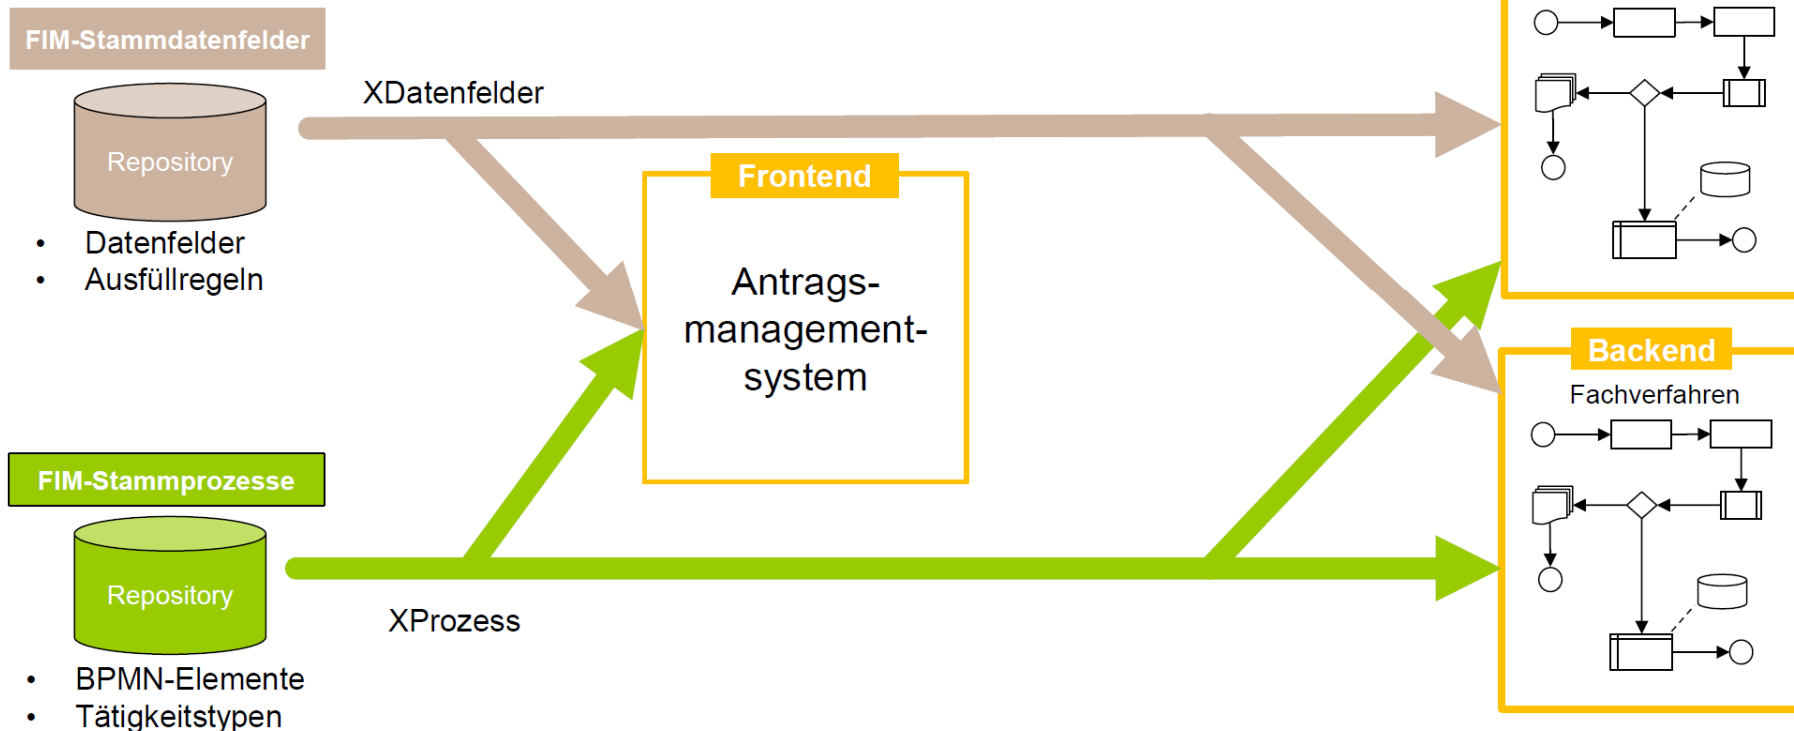 FIM-Stammdatenfelder
Repository
• Datenfelder
• Ausfüllregeln
XDatenfelder
Frontend
Antrags-
management-
system
Backend
Fachverfahren
FIM-Stammprozesse
Repository
• BPMN-Elemente
• Tätigkeitstypen
XProzess